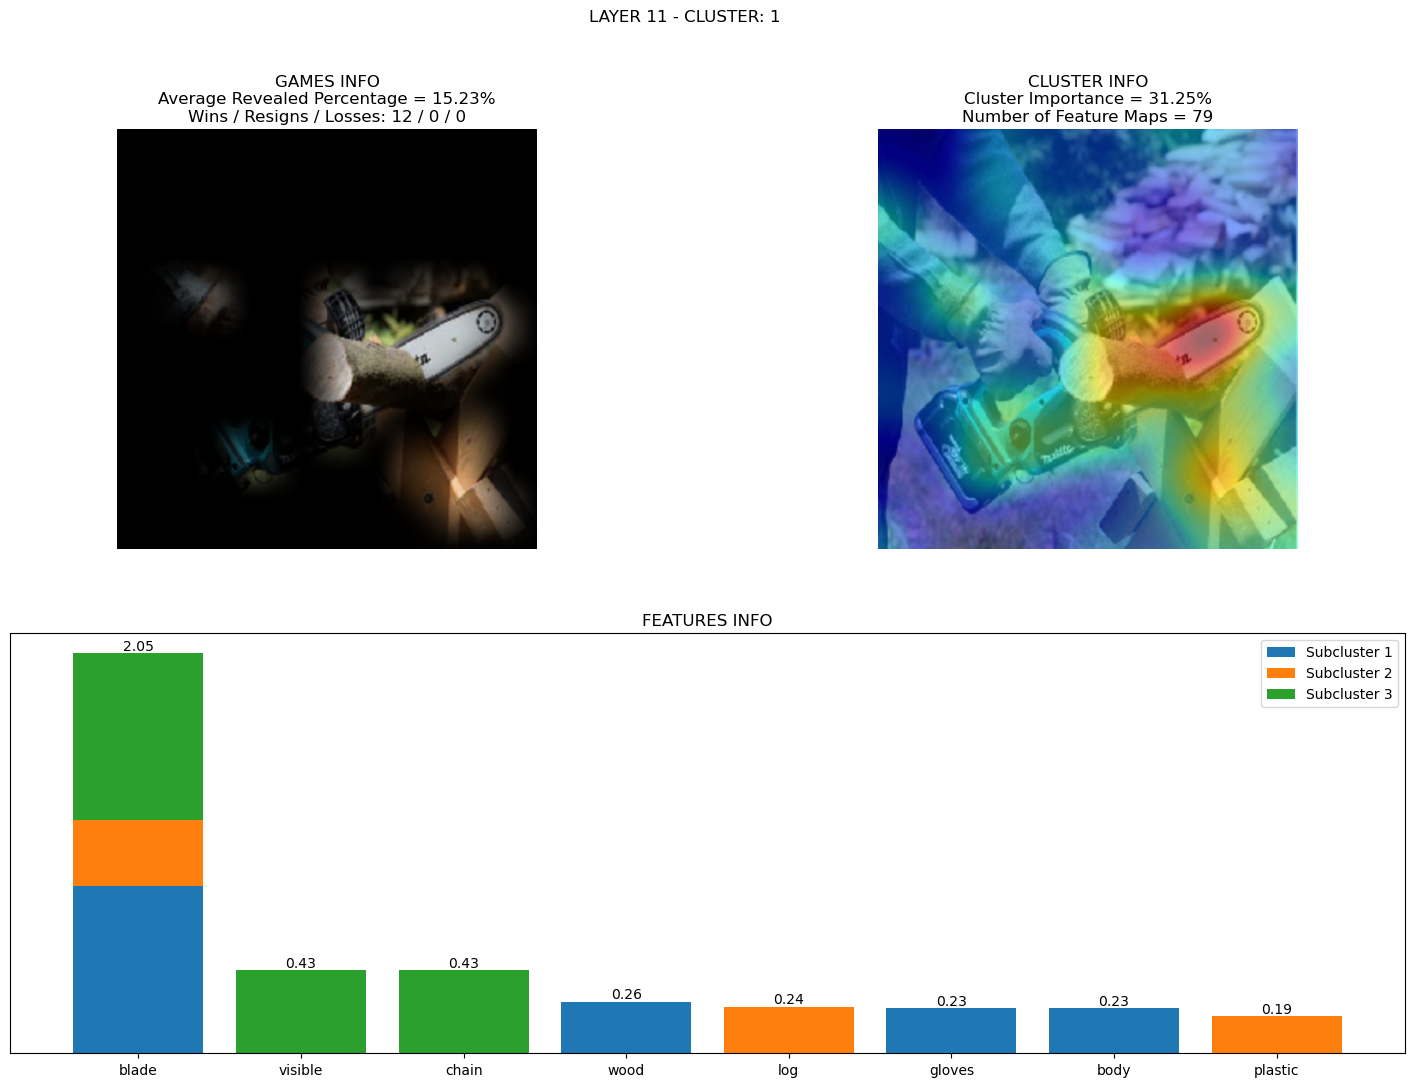 LAYER 11 - CLUSTER: 1
GAMES INFO
Average Revealed Percentage = 15.23%
Wins / Resigns / Losses: 12 / 0 / 0
CLUSTER INFO
Cluster Importance = 31.25%
Number of Feature Maps = 79
makita
FEATURES INFO
2.05
Subcluster 1
Subcluster 2
Subcluster 3
0.43
0.43
0.26
0.24
0.23
0.23
0.19
blade
visible
chain
wood
log
gloves
body
plastic